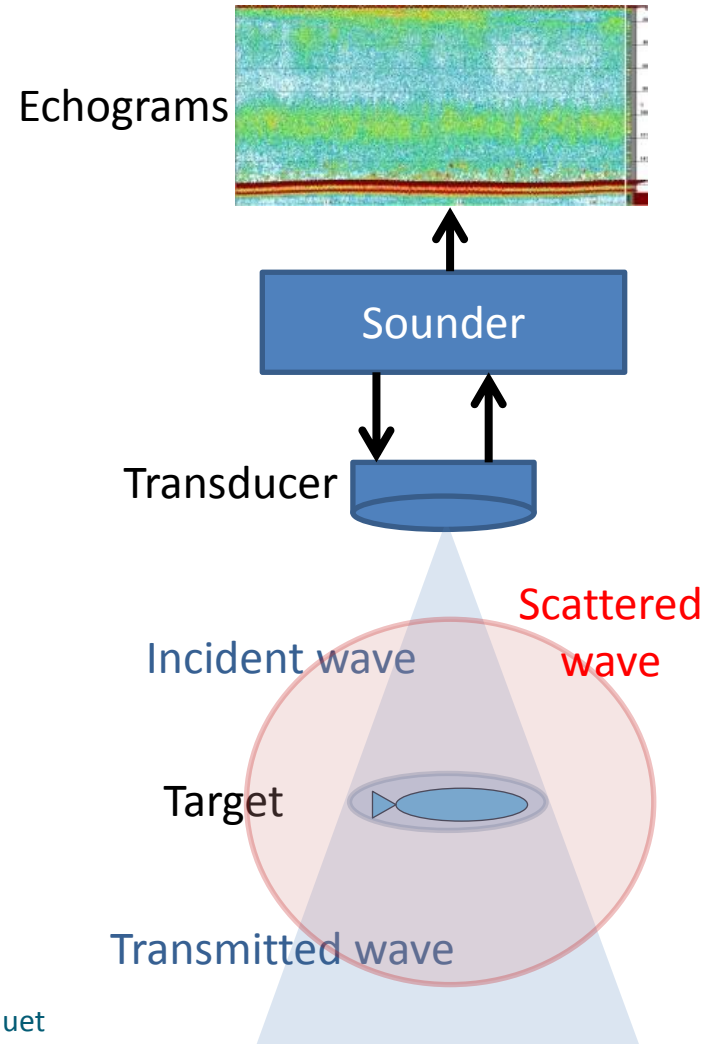 Echograms
Sounder
Transducer
Scattered
wave
Incident wave
Target
Transmitted wave
uet